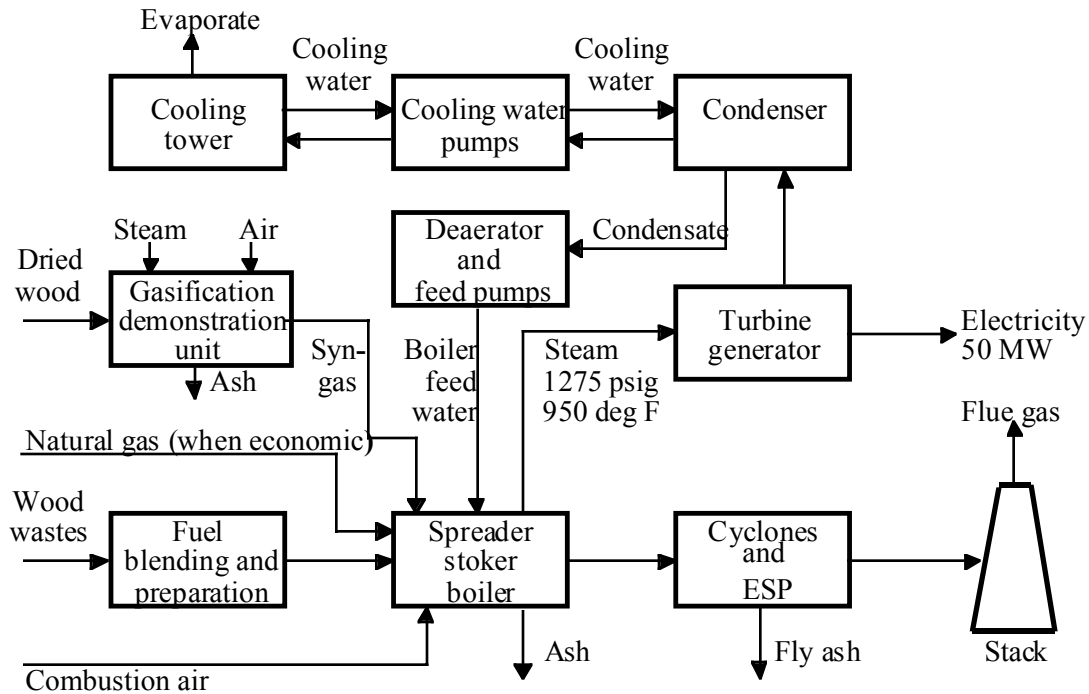 Evaporate
Cooling
water
Cooling
water
Cooling
tower
Cooling water
pumps
Condenser
Steam
Air
Deaerator
and
feed pumps
Condensate
Dried
wood
Gasification
demonstration
unit
Turbine
generator
Electricity
50 MW
Syn-
gas
Boiler
feed
water
Steam
1275 psig
950 deg F
Ash
Flue gas
Natural gas (when economic)
Wood
wastes
Fuel
blending and
preparation
Spreader
stoker
boiler
Cyclones
and
ESP
Ash
Fly ash
Stack
Combustion air